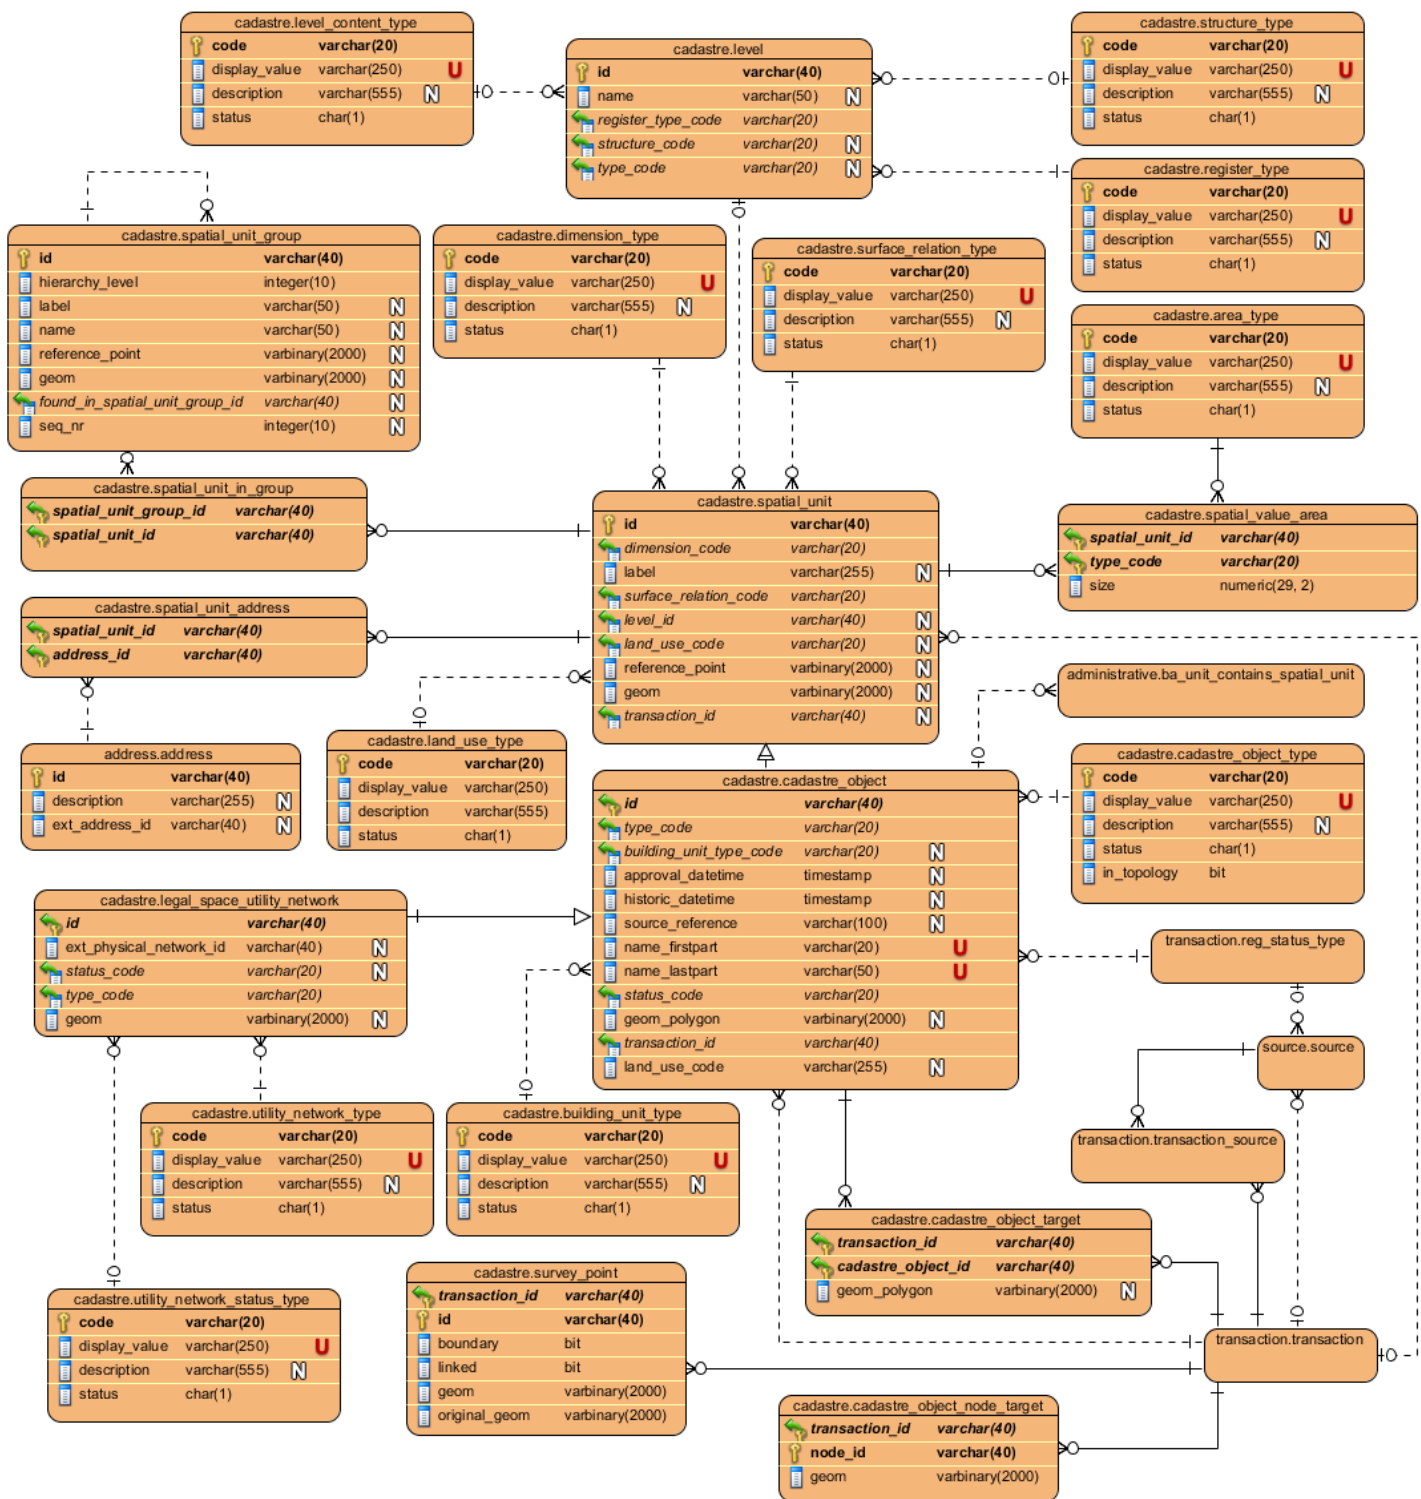 cadastre.level_content_type
code varchar(20)
display_value varchar(250) U
description varchar(555) N
status char(1)
cadastre.level
id varchar(40)
name varchar(50) N
register_type_code varchar(20)
structure_code varchar(20) N
type_code varchar(20) N
cadastre.structure_type
code varchar(20)
display_value varchar(250) U
description varchar(555) N
status char(1)
cadastre.register_type
code varchar(20)
display_value varchar(250) U
description varchar(555) N
status char(1)
cadastre.spatial_unit_group
id varchar(40)
hierarchy_level integer(10)
label varchar(50) N
name varchar(50) N
reference_point varbinary(2000) N
geom varbinary(2000) N
found_in_spatial_unit_group_id varchar(40) N
seq_nr integer(10) N
cadastre.dimension_type
code varchar(20)
display_value varchar(250) U
description varchar(555) N
status char(1)
cadastre.surface_relation_type
code varchar(20)
display_value varchar(250) U
description varchar(555) N
status char(1)
cadastre.area_type
code varchar(20)
display_value varchar(250) U
description varchar(555) N
status char(1)
cadastre.spatial_unit_in_group
spatial_unit_group_id varchar(40)
spatial_unit_id varchar(40)
cadastre.spatial_unit
id varchar(40)
dimension_code varchar(20)
label varchar(255) N
surface_relation_code varchar(20)
level_id varchar(40) N
land_use_code varchar(20) N
reference_point varbinary(2000) N
geom varbinary(2000) N
transaction_id varchar(40) N
cadastre.spatial_value_area
spatial_unit_id varchar(40)
type_code varchar(20)
size numeric(29, 2)
cadastre.spatial_unit_address
spatial_unit_id varchar(40)
address_id varchar(40)
administrative.ba_unit_contains_spatial_unit
address.address
id varchar(40)
description varchar(255) N
ext_address_id varchar(40) N
cadastre.land_use_type
code varchar(20)
display_value varchar(250)
description varchar(555)
status char(1)
cadastre.cadastre_object
id varchar(40)
type_code varchar(20)
building_unit_type_code varchar(20) N
approval_datetime timestamp N
historic_datetime timestamp N
source_reference varchar(100) N
name_firstpart varchar(20) U
name_lastpart varchar(50) U
status_code varchar(20)
geom_polygon varbinary(2000) N
transaction_id varchar(40)
land_use_code varchar(255) N
cadastre.cadastre_object_type
code varchar(20)
display_value varchar(250) U
description varchar(555) N
status char(1)
in_topology bit
cadastre.legal_space_utility_network
id varchar(40)
ext_physical_network_id varchar(40) N
status_code varchar(20) N
type_code varchar(20)
geom varbinary(2000) N
transaction.reg_status_type
source.source
transaction.transaction_source
cadastre.utility_network_type
code varchar(20)
display_value varchar(250) U
description varchar(555) N
status char(1)
cadastre.building_unit_type
code varchar(20)
display_value varchar(250) U
description varchar(555) N
status char(1)
cadastre.cadastre_object_target
transaction_id varchar(40)
cadastre_object_id varchar(40)
geom_polygon varbinary(2000) N
cadastre.utility_network_status_type
code varchar(20)
display_value varchar(250) U
description varchar(555) N
status char(1)
cadastre.survey_point
transaction_id varchar(40)
id varchar(40)
boundary bit
linked bit
geom varbinary(2000)
original_geom varbinary(2000)
transaction.transaction
cadastre.cadastre_object_node_target
transaction_id varchar(40)
node_id varchar(40)
geom varbinary(2000)